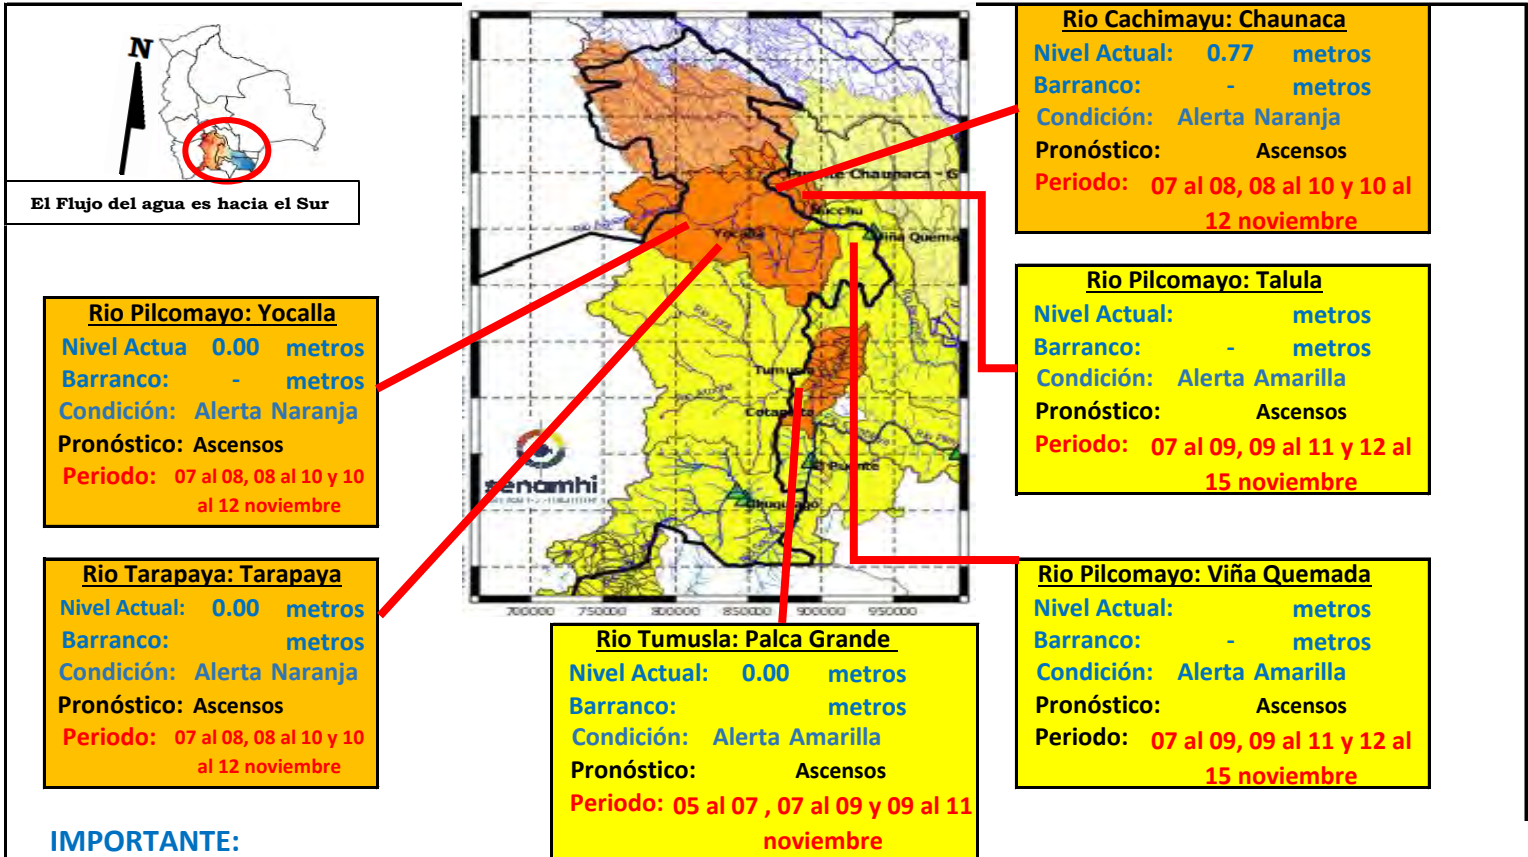 N
El Flujo del agua es hacia el Sur
Rio Pilcomayo: Yocalla
Nivel Actua 0.00 metros
Barranco: - metros
Condición: Alerta Naranja
Pronóstico: Ascensos
Periodo: 07 al 08, 08 al 10 y 10
al 12 noviembre
Rio Tarapaya: Tarapaya
Nivel Actual: 0.00 metros
Barranco: metros
Condición: Alerta Naranja
Pronóstico: Ascensos
Periodo: 07 al 08, 08 al 10 y 10
al 12 noviembre
IMPORTANTE:
Puente Chaunaca - G
Yocalla
Viña Quema
Tumusla
Cotagaita
El Puente
Chuquiago
senamhi
700000 750000 800000 850000 900000 950000
Rio Tumusla: Palca Grande
Nivel Actual: 0.00 metros
Barranco: metros
Condición: Alerta Amarilla
Pronóstico: Ascensos
Periodo: 05 al 07 , 07 al 09 y 09 al 11
noviembre
Rio Cachimayu: Chaunaca
Nivel Actual: 0.77 metros
Barranco: - metros
Condición: Alerta Naranja
Pronóstico: Ascensos
Periodo: 07 al 08, 08 al 10 y 10 al
12 noviembre
Rio Pilcomayo: Talula
Nivel Actual: metros
Barranco: - metros
Condición: Alerta Amarilla
Pronóstico: Ascensos
Periodo: 07 al 09, 09 al 11 y 12 al
15 noviembre
Rio Pilcomayo: Viña Quemada
Nivel Actual: metros
Barranco: - metros
Condición: Alerta Amarilla
Pronóstico: Ascensos
Periodo: 07 al 09, 09 al 11 y 12 al
15 noviembre